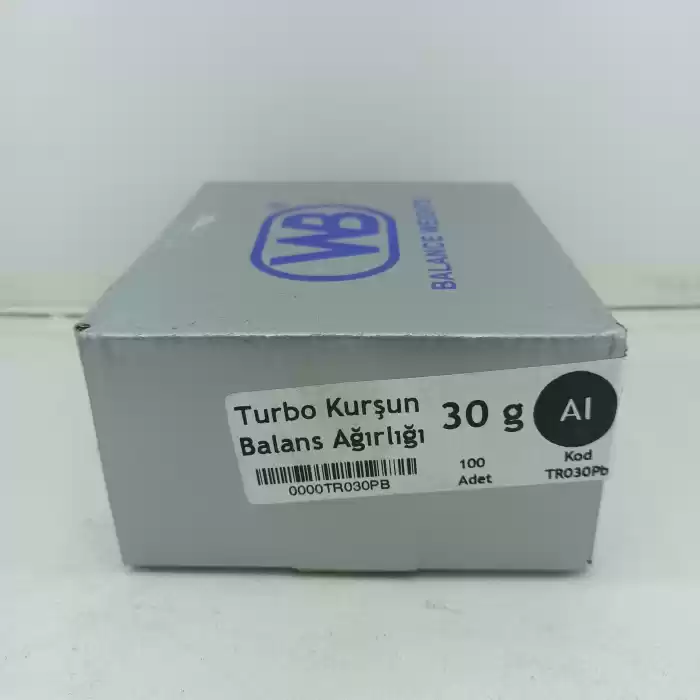 WB
BALANCE WEIGHTS
Turbo Kurşun
Balans Ağırlığı
30 g
Al
100
Adet
Kod
TR030Pb
0000TR030PB